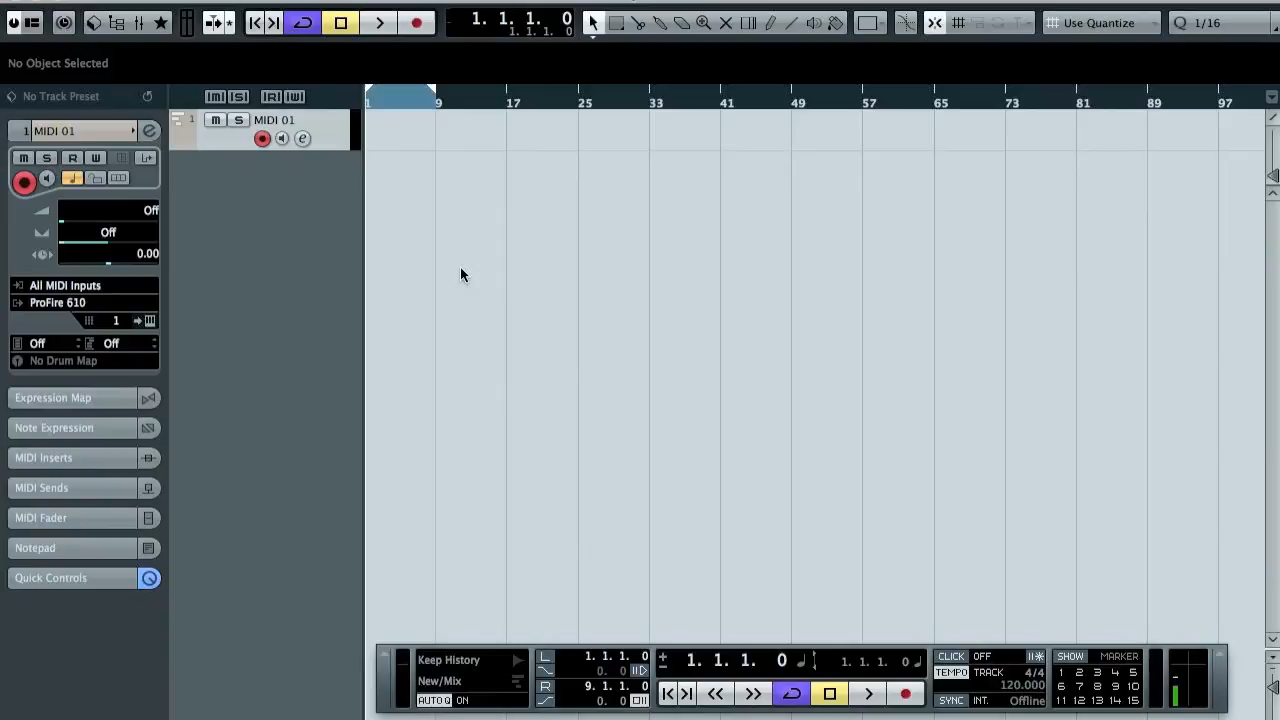 1. 1. 1. 0
1. 1. 1. 0
Use Quantize
Q 1/16
No Object Selected
No Track Preset
M S R W
1 9 17 25 33 41 49 57 65 73 81 89 97
1 MIDI 01
1 m S MIDI 01
e
m S R W
Off
Off
0.00
All MIDI Inputs
ProFire 610
1
Off Off
No Drum Map
Expression Map
Note Expression
MIDI Inserts
MIDI Sends
MIDI Fader
Notepad
Quick Controls
Keep History
New/Mix
AUTO Q ON
L 1. 1. 1. 0
0. 0
R 9. 1. 1. 0
0. 0
1. 1. 1. 0
1. 1. 1. 0
CLICK OFF
TEMPO TRACK 4/4
120.000
SYNC INT. Offline
SHOW MARKER
1 2 3 4 5
6 7 8 9 10
11 12 13 14 15